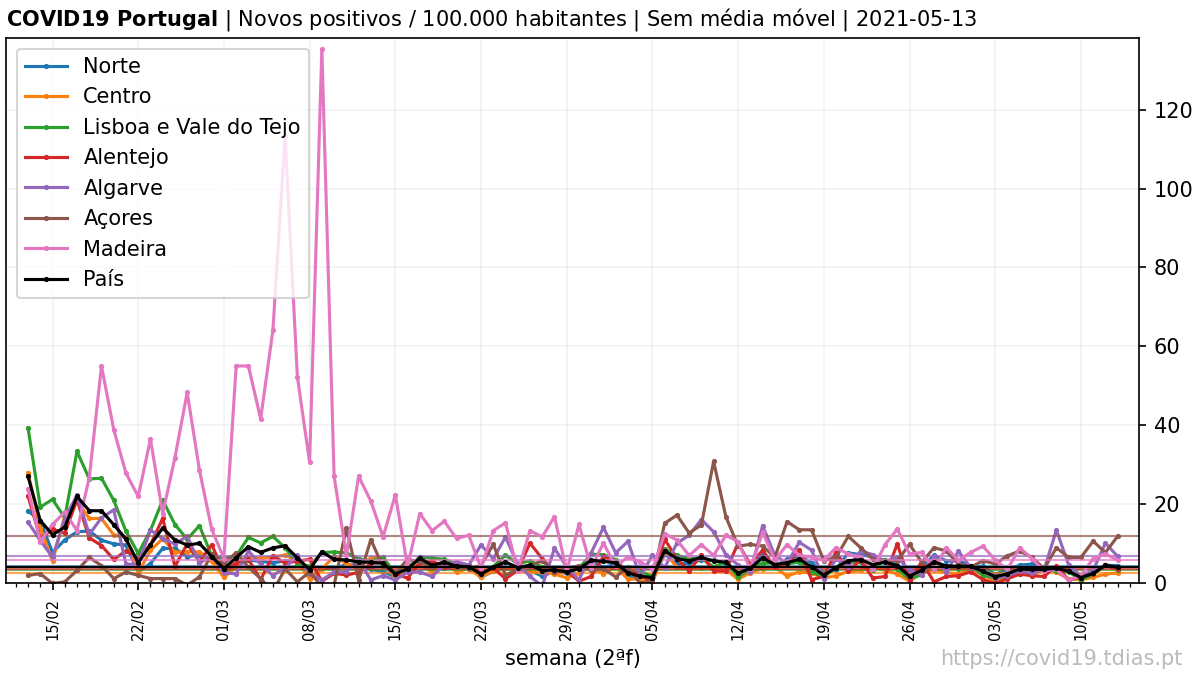 COVID19 Portugal | Novos positivos / 100.000 habitantes | Sem média móvel | 2021-05-13
Norte
Centro
Lisboa e Vale do Tejo
Alentejo
Algarve
Açores
Madeira
País
120
100
80
60
40
20
0
15/02
22/02
01/03
08/03
15/03
22/03
29/03
05/04
12/04
19/04
26/04
03/05
10/05
semana (2ªf)
https://covid19.tdias.pt